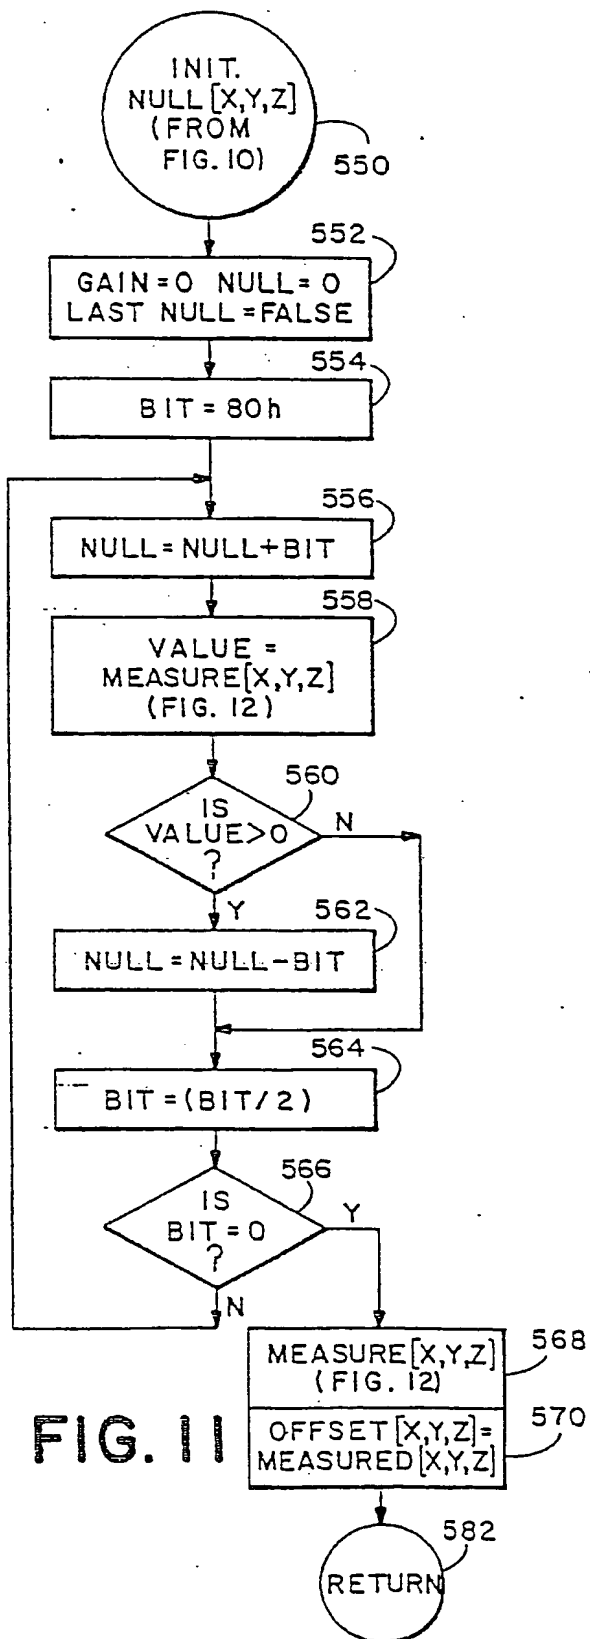 INIT.
NULL [X,Y,Z]
(FROM
FIG. 10)
550
552
GAIN=0 NULL=0
LAST NULL=FALSE
554
BIT=80h
556
NULL=NULL+BIT
558
VALUE =
MEASURE[X,Y,Z]
(FIG. 12)
560
IS
VALUE>0
?
N
Y
562
NULL=NULL-BIT
564
BIT=(BIT/2)
566
IS
BIT=0
?
Y
N
MEASURE[X,Y,Z]
(FIG. 12)
568
OFFSET [X,Y,Z]=
MEASURED [X,Y,Z]
570
FIG. 11
582
RETURN